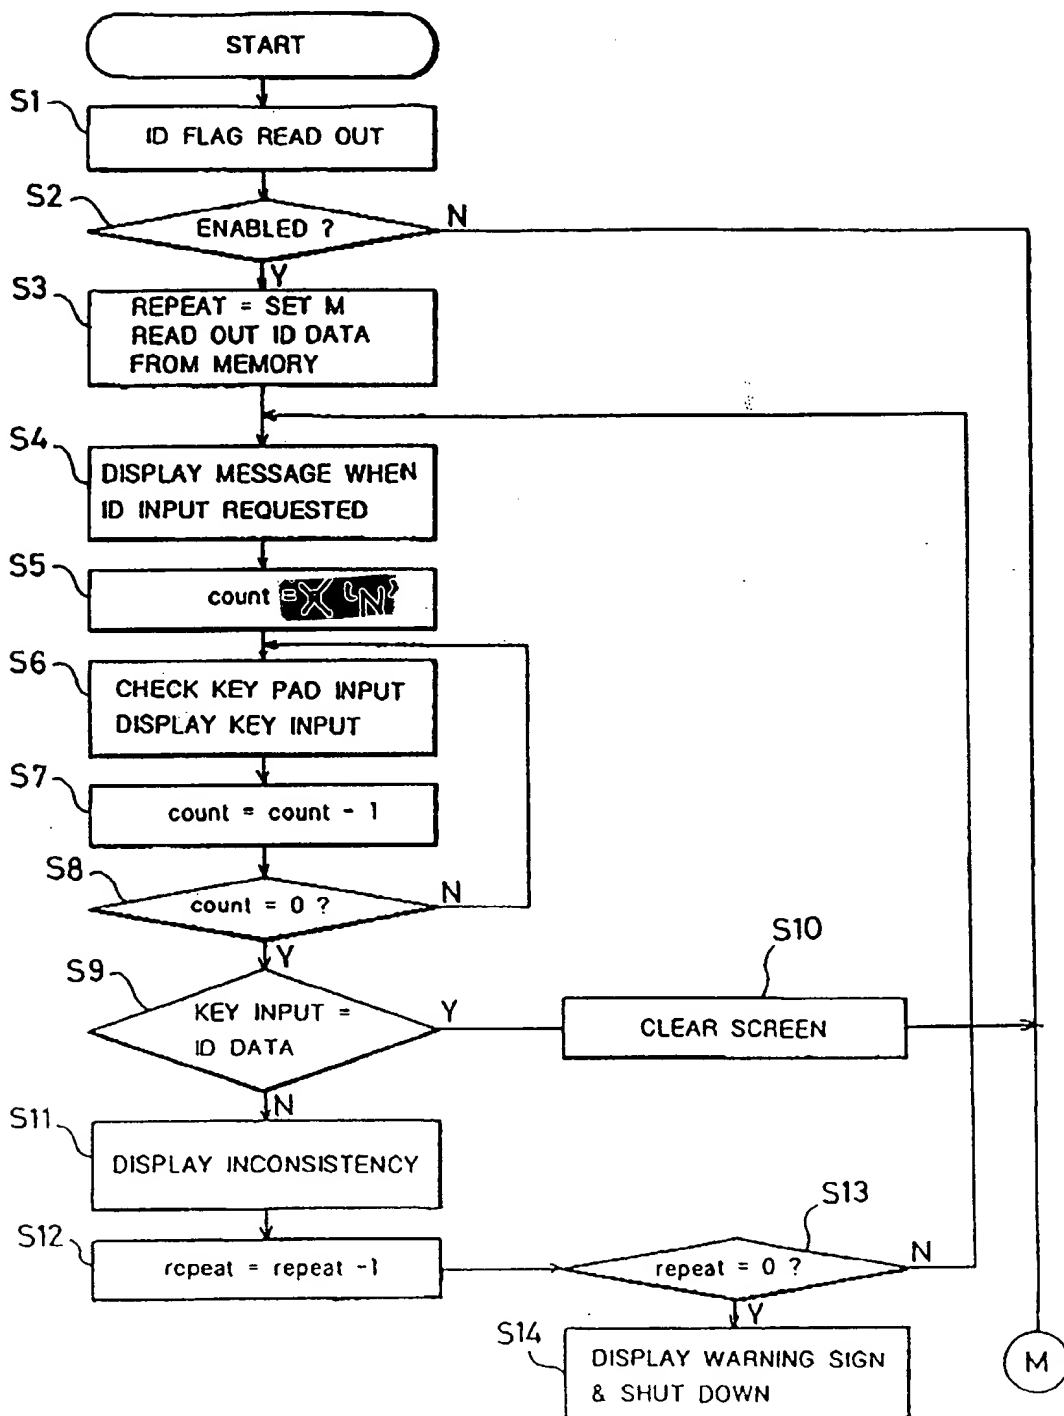 START
S1
ID FLAG READ OUT
S2
ENABLED ?
N
Y
S3
REPEAT = SET M
READ OUT ID DATA
FROM MEMORY
S4
DISPLAY MESSAGE WHEN
ID INPUT REQUESTED
S5
count = X 'N'
S6
CHECK KEY PAD INPUT
DISPLAY KEY INPUT
S7
count = count - 1
S8
count = 0 ?
N
Y
S9
KEY INPUT =
ID DATA
Y
S10
CLEAR SCREEN
N
S11
DISPLAY INCONSISTENCY
S12
repeat = repeat -1
S13
repeat = 0 ?
N
Y
S14
DISPLAY WARNING SIGN
& SHUT DOWN
M